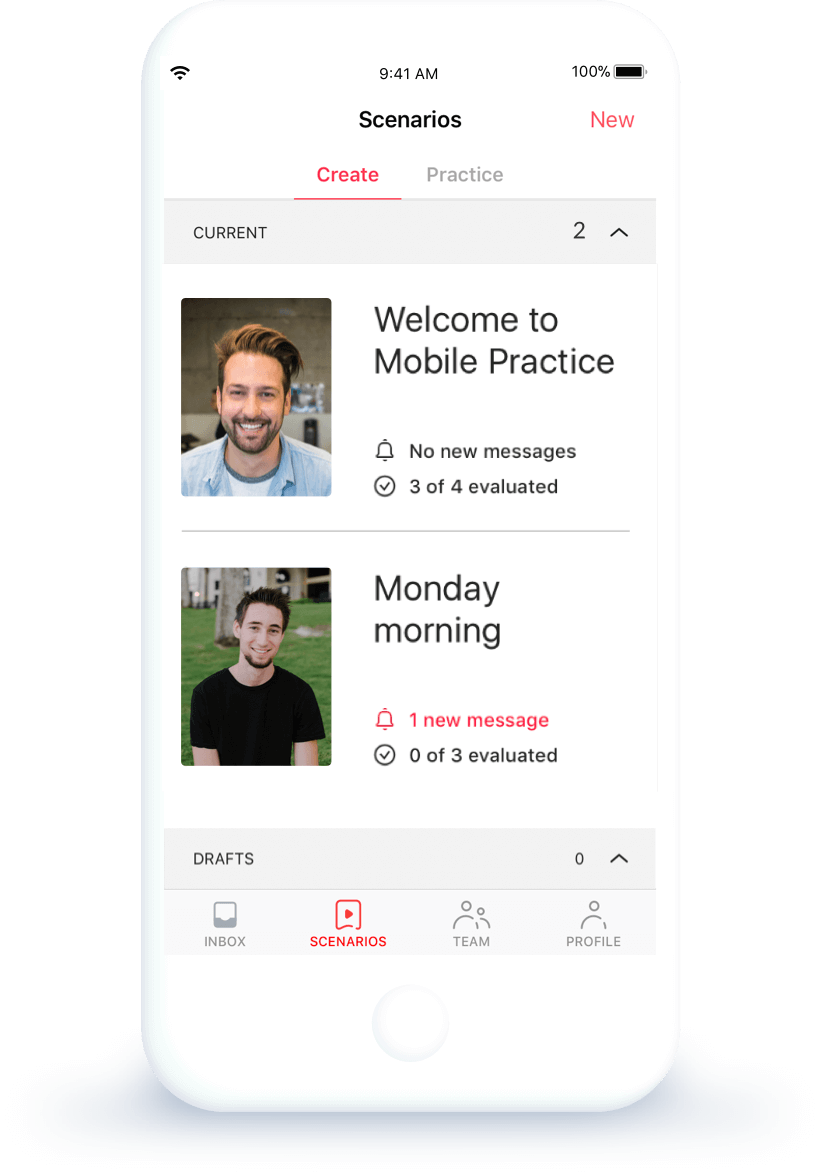 9:41 AM 100%
Scenarios New
Create Practice
CURRENT 2
Welcome to
Mobile Practice
No new messages
3 of 4 evaluated
Monday
morning
1 new message
0 of 3 evaluated
DRAFTS 0
INBOX SCENARIOS TEAM PROFILE